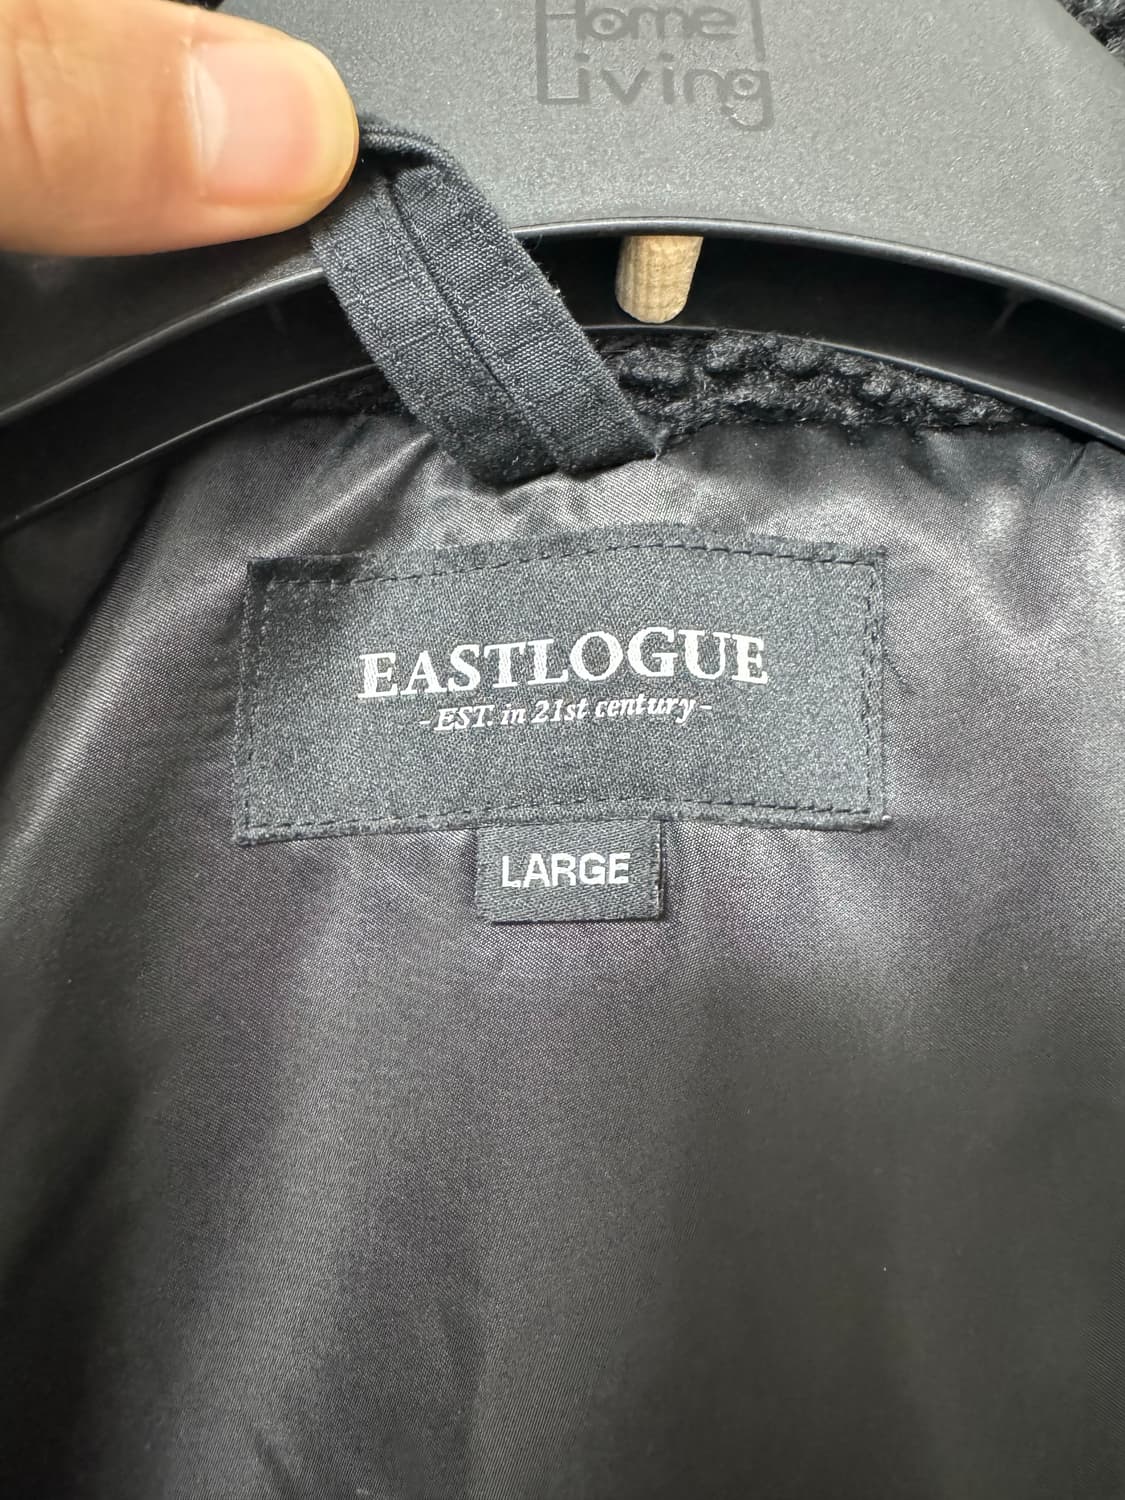 Home
Living
EASTLOGUE
-EST. in 21st century-
LARGE